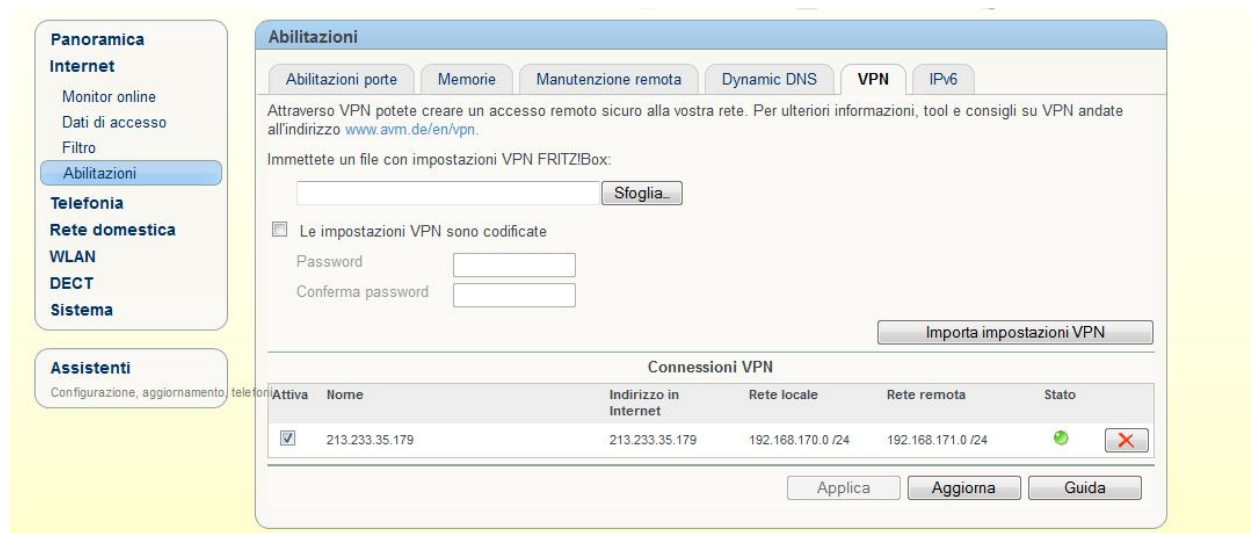 Panoramica
Internet
Monitor online
Dati di accesso
Filtro
Abilitazioni
Telefonia
Rete domestica
WLAN
DECT
Sistema
Assistenti
Configurazione, aggiornamento, telefoni
Abilitazioni
Abilitazioni porte Memorie Manutenzione remota Dynamic DNS VPN IPv6
Attraverso VPN potete creare un accesso remoto sicuro alla vostra rete. Per ulteriori informazioni, tool e consigli su VPN andate
all'indirizzo www.avm.de/en/vpn.
Immettete un file con impostazioni VPN FRITZ!Box:
Sfoglia...
Le impostazioni VPN sono codificate
Password
Conferma password
Importa impostazioni VPN
Connessioni VPN
Attiva Nome Indirizzo in Rete locale Rete remota Stato
Internet
213.233.35.179 213.233.35.179 192.168.170.0 /24 192.168.171.0 /24
Applica Aggiorna Guida